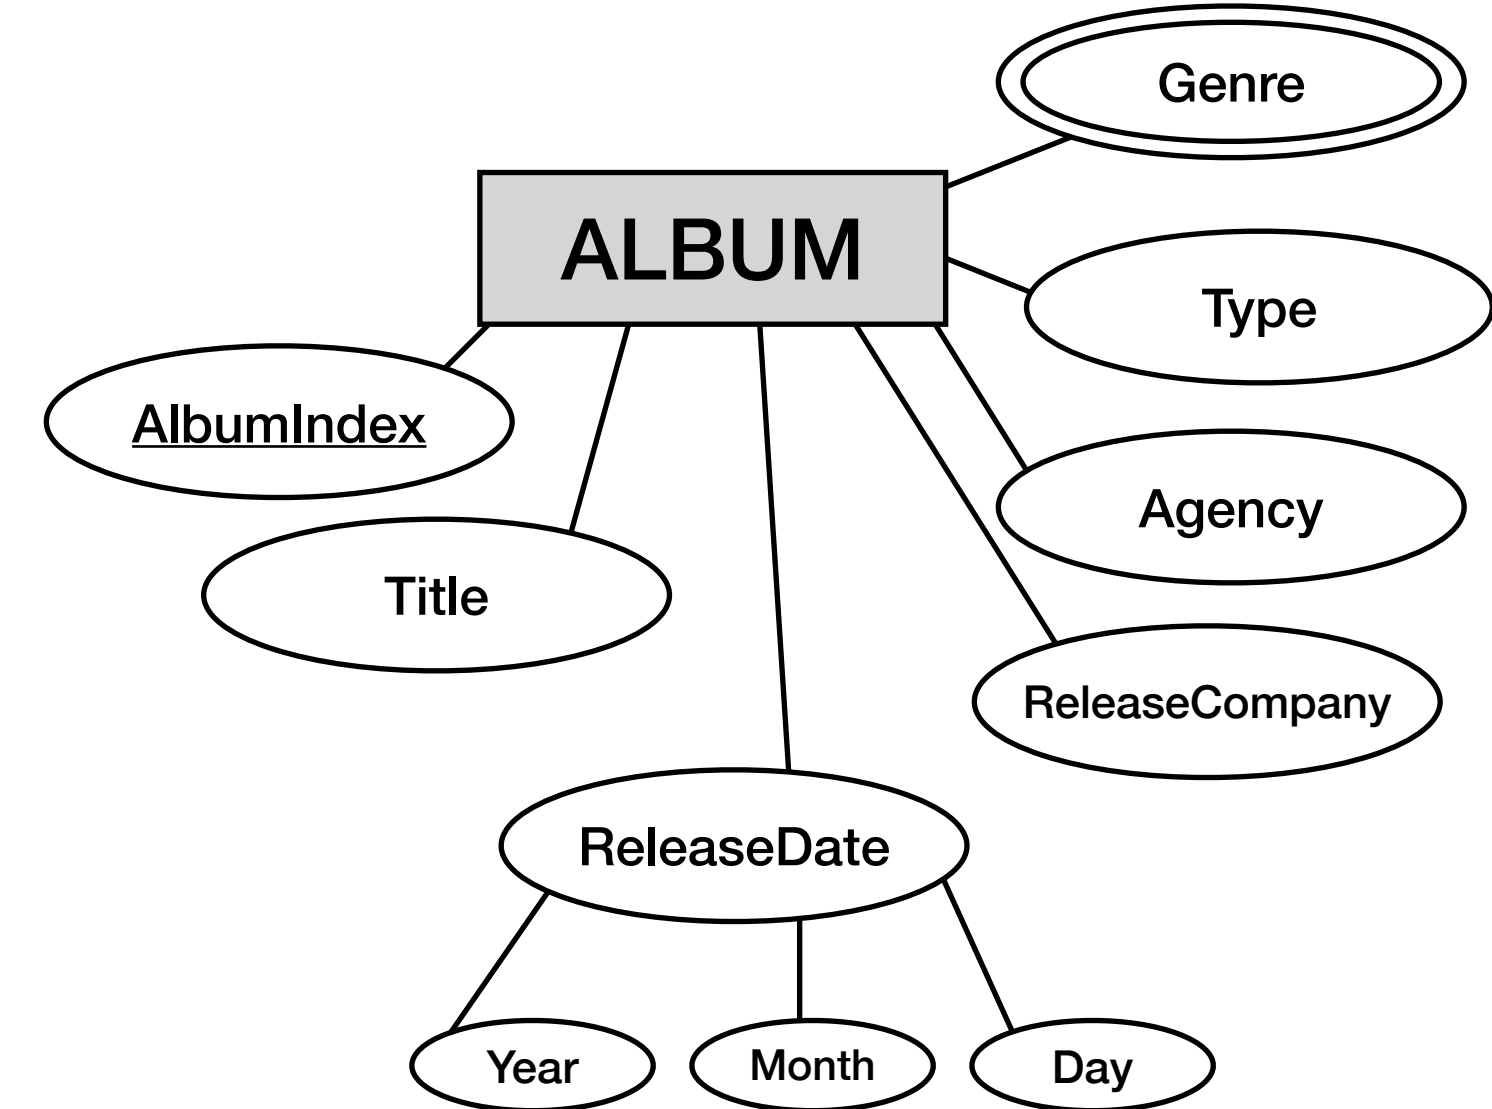 Genre
ALBUM
Type
AlbumIndex
Agency
Title
ReleaseCompany
ReleaseDate
Year
Month
Day